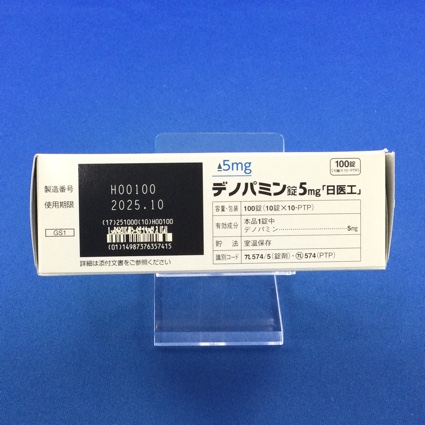 5mg
100錠
デノパミン錠5mg「日医工」
製造番号 H00100
使用期限 2025.10
(17)251000(10)H00100
(01)14987376357415
GS1
詳細は添付文書をご参照ください
容量・包装 100錠(10錠×10・PTP)
有効成分 本品1錠中
デノパミン 5mg
貯法 室温保存
識別コード 574/5(錠剤)・574(PTP)